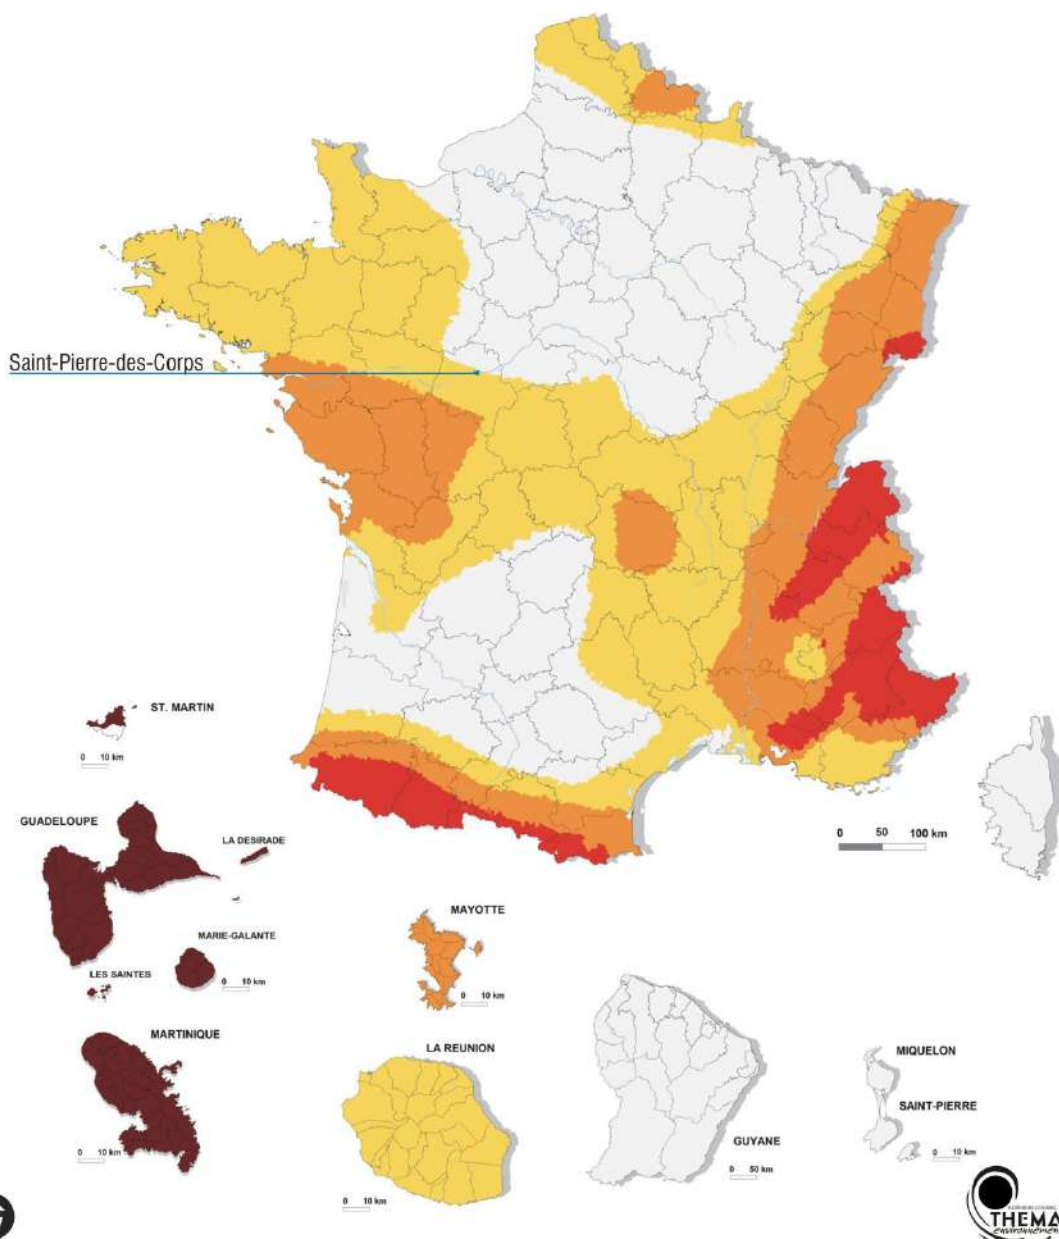 Saint-Pierre-des-Corps
ST. MARTIN
0 10 km
GUADELOUPE
LA DESIRADE
0 50 100 km
MAYOTTE
MARIE-GALANTE
LES SAINTES
0 10 km
0 10 km
MARTINIQUE
LA REUNION
MIQUELON
SAINT-PIERRE
GUYANE
0 10 km
0 10 km
0 50 km
0 10 km
THEMA
environnement